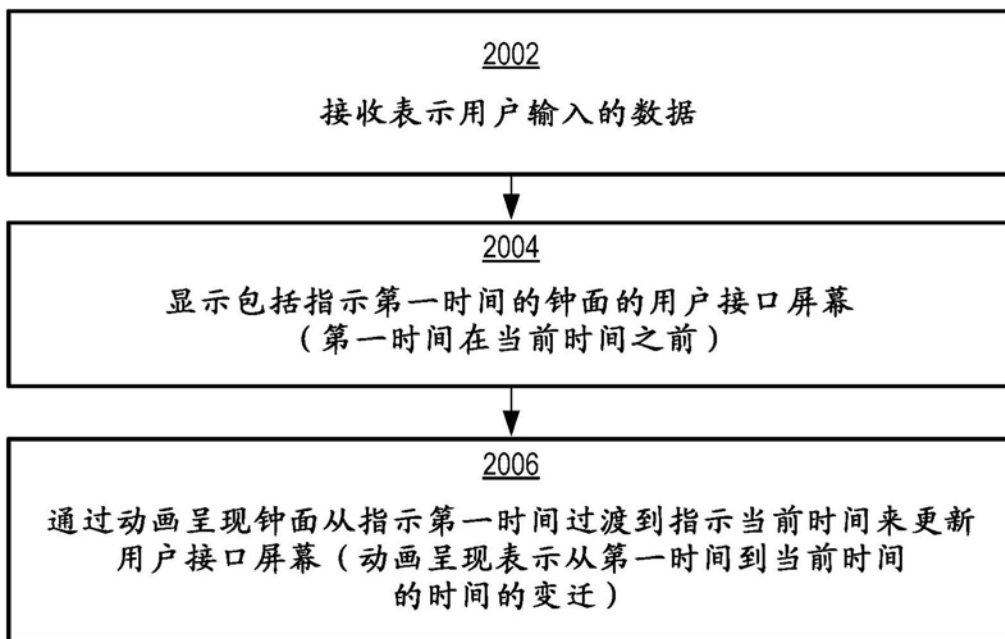 2002
接收表示用户输入的数据
2004
显示包括指示第一时间的钟面的用户接口屏幕
（第一时间在当前时间之前）
2006
通过动画呈现钟面从指示第一时间过渡到指示当前时间来更新
用户接口屏幕（动画呈现表示从第一时间到当前时间
的时间的变迁）